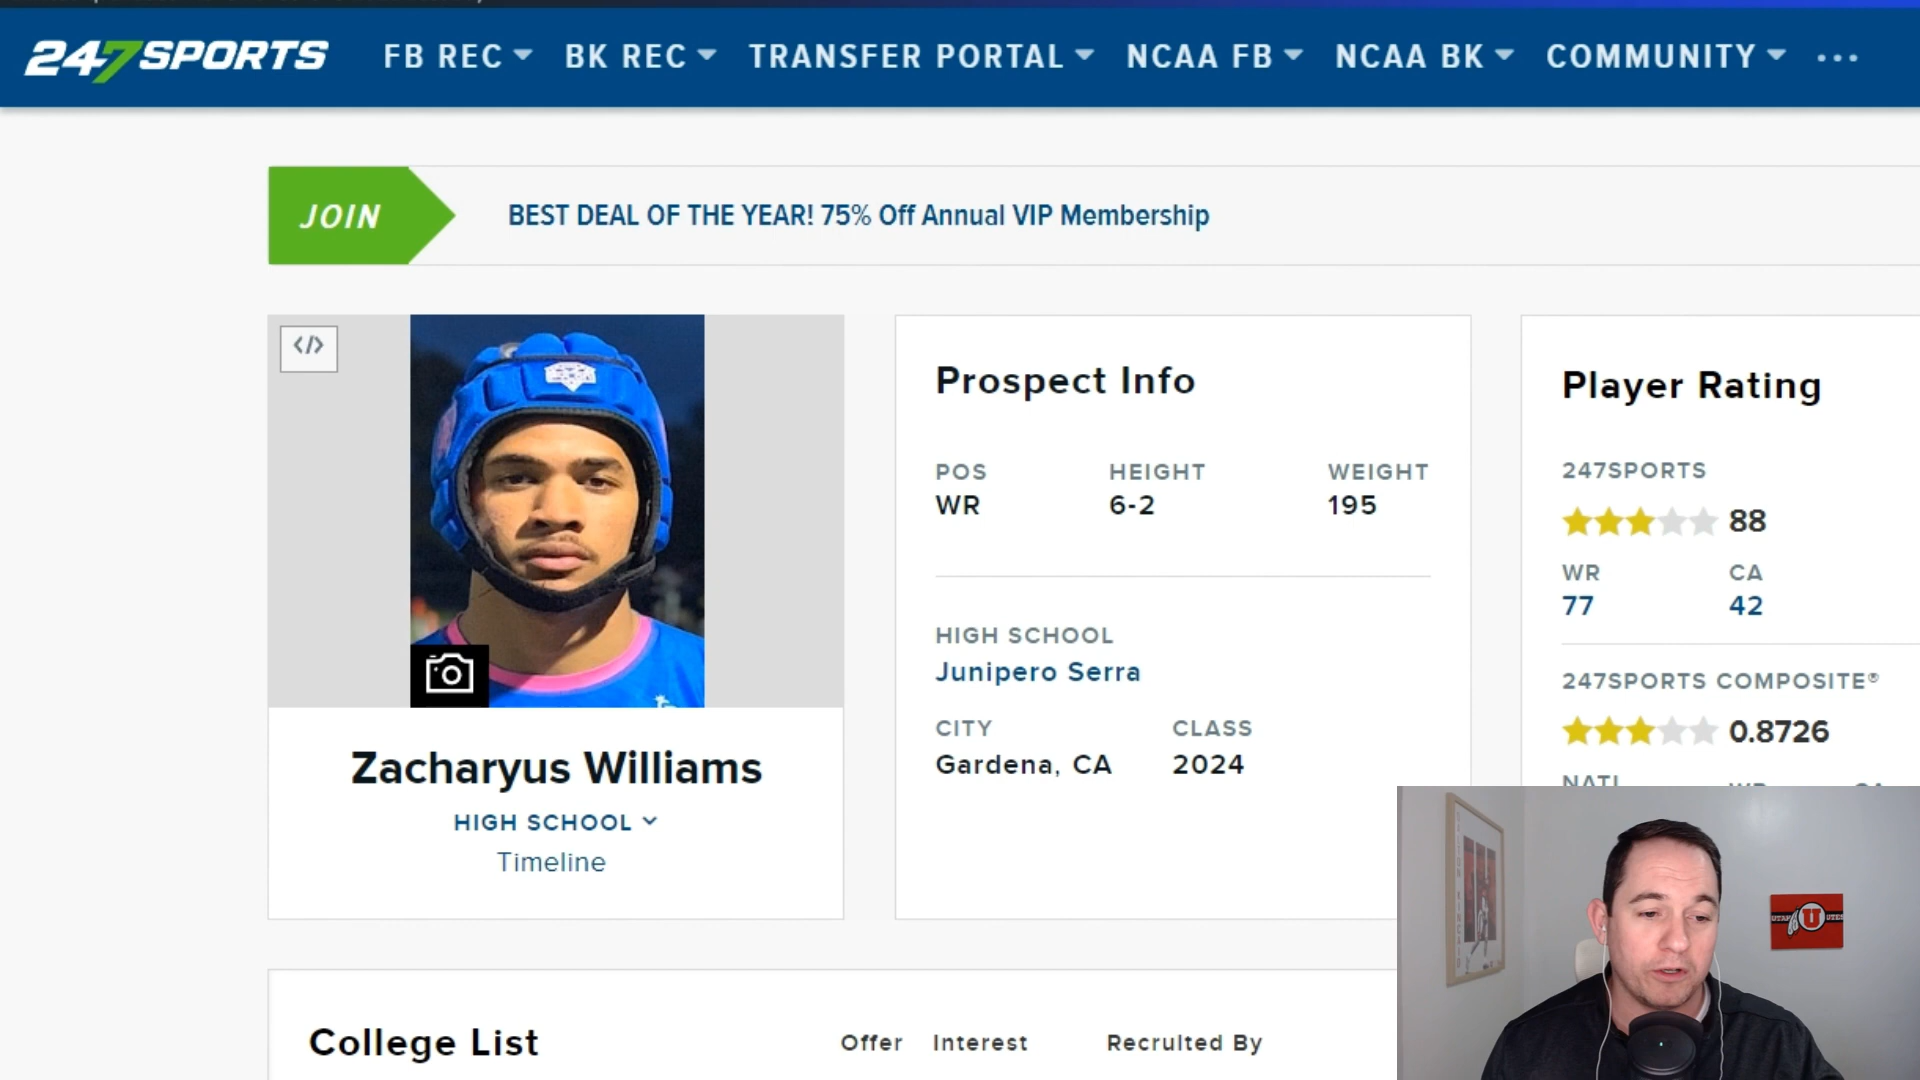 247SPORTS FB REC BK REC TRANSFER PORTAL NCAA FB NCAA BK COMMUNITY ...
JOIN BEST DEAL OF THE YEAR! 75% Off Annual VIP Membership
</>
Zacharyus Williams
HIGH SCHOOL
Timeline
Prospect Info
POS HEIGHT WEIGHT
WR 6-2 195
HIGH SCHOOL
Junipero Serra
CITY CLASS
Gardena, CA 2024
Player Rating
247SPORTS
88
WR CA
77 42
247SPORTS COMPOSITE®
0.8726
NATL
College List Offer Interest Recruited By
UTAH U UTES